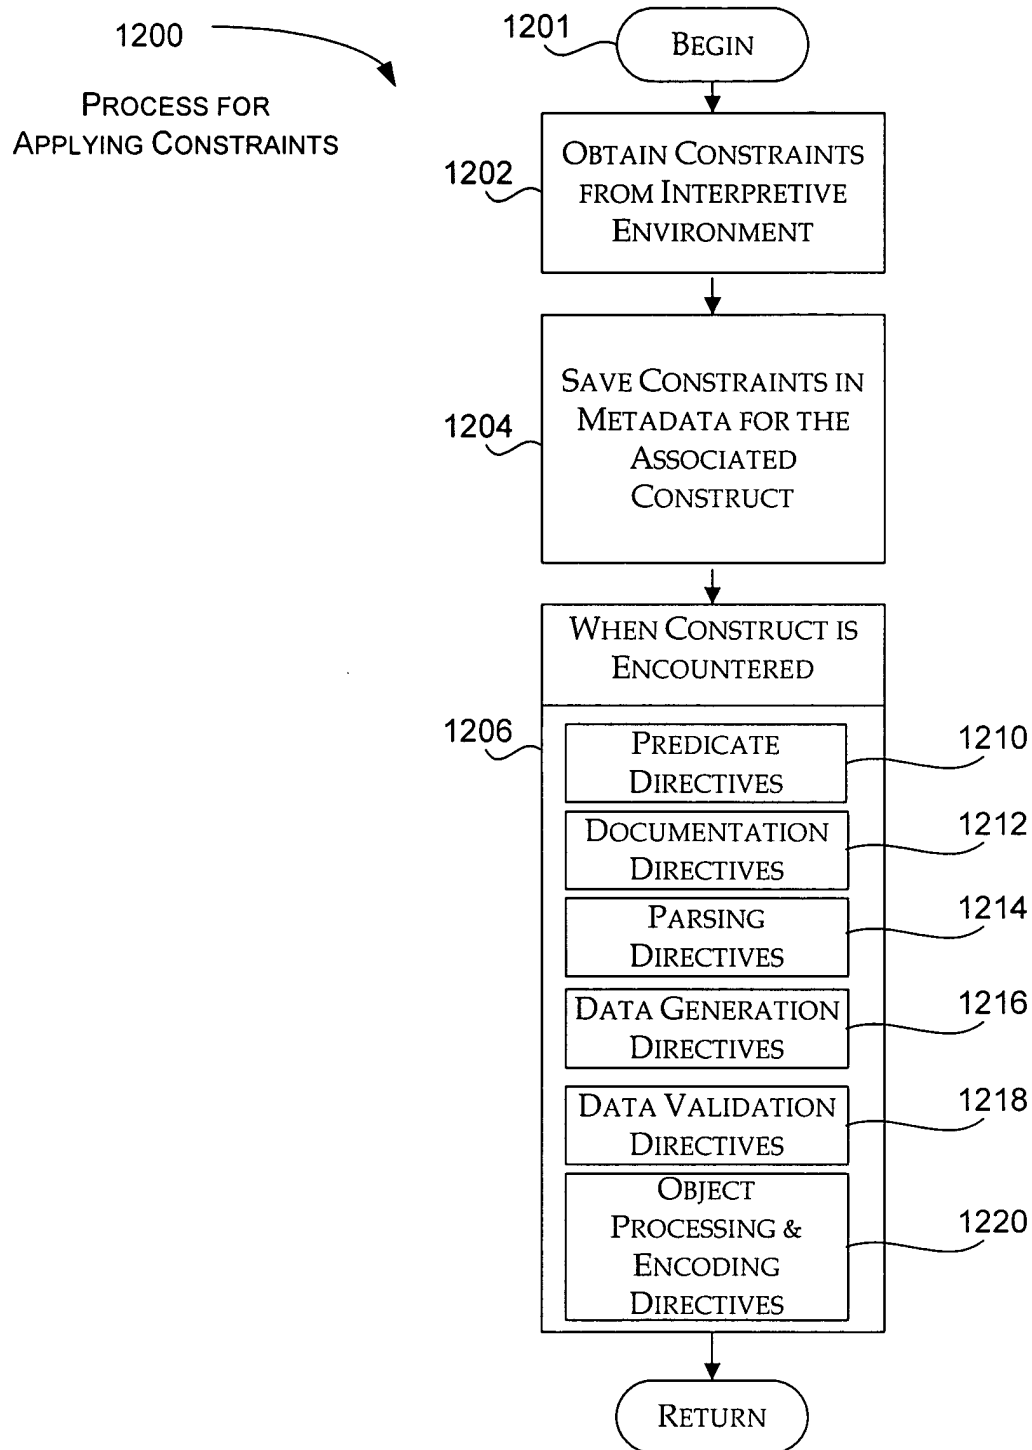 1200
PROCESS FOR
APPLYING CONSTRAINTS
1201
BEGIN
1202
OBTAIN CONSTRAINTS
FROM INTERPRETIVE
ENVIRONMENT
1204
SAVE CONSTRAINTS IN
METADATA FOR THE
ASSOCIATED
CONSTRUCT
WHEN CONSTRUCT IS
ENCOUNTERED
1206
PREDICATE
DIRECTIVES
1210
DOCUMENTATION
DIRECTIVES
1212
PARSING
DIRECTIVES
1214
DATA GENERATION
DIRECTIVES
1216
DATA VALIDATION
DIRECTIVES
1218
OBJECT
PROCESSING &
ENCODING
DIRECTIVES
1220
RETURN